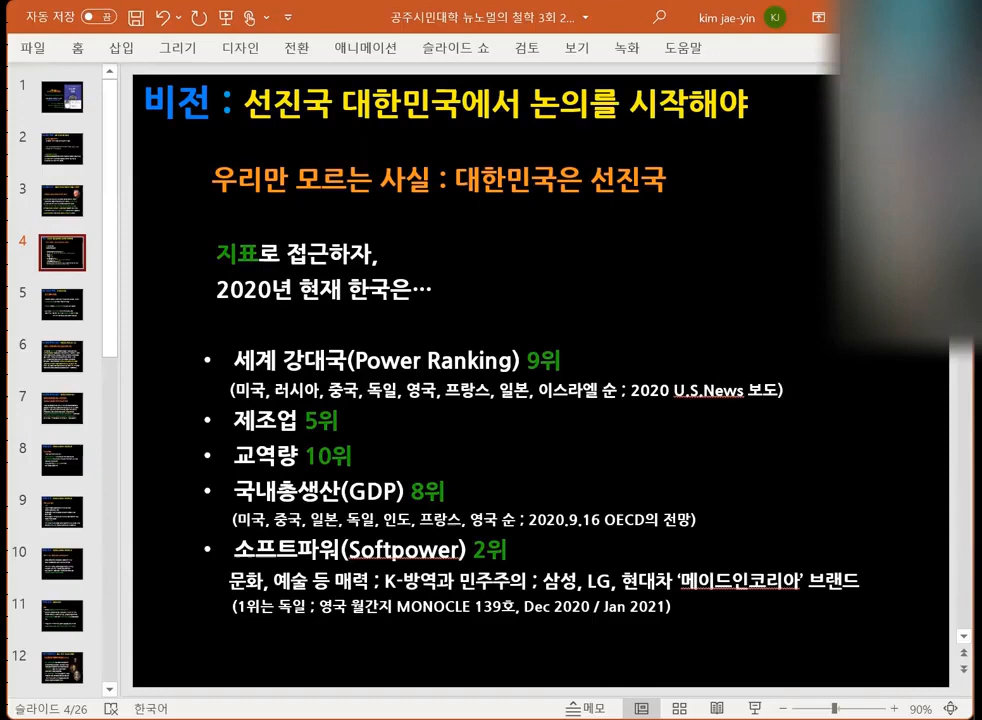 자동 저장 끔
공주시민대학 뉴노멀의 철학 3회 2...
kim jae-yin
KI
파일 홈 삽입 그리기 디자인 전환 애니메이션 슬라이드 쇼 검토 보기 녹화 도움말
비전 : 선진국 대한민국에서 논의를 시작해야
우리만 모르는 사실 : 대한민국은 선진국
지표로 접근하자,
2020년 현재 한국은…
• 세계 강대국(Power Ranking) 9위
(미국, 러시아, 중국, 독일, 영국, 프랑스, 일본, 이스라엘 순 ; 2020 U.S.News 보도)
• 제조업 5위
• 교역량 10위
• 국내총생산(GDP) 8위
(미국, 중국, 일본, 독일, 인도, 프랑스, 영국 순 ; 2020.9.16 OECD의 전망)
• 소프트파워(Softpower) 2위
문화, 예술 등 매력 ; K-방역과 민주주의 ; 삼성, LG, 현대차 ‘메이드인코리아’ 브랜드
(1위는 독일 ; 영국 월간지 MONOCLE 139호, Dec 2020 / Jan 2021)
1
2
3
4
5
6
7
8
9
10
11
12
슬라이드 4/26 한국어 메모 90%